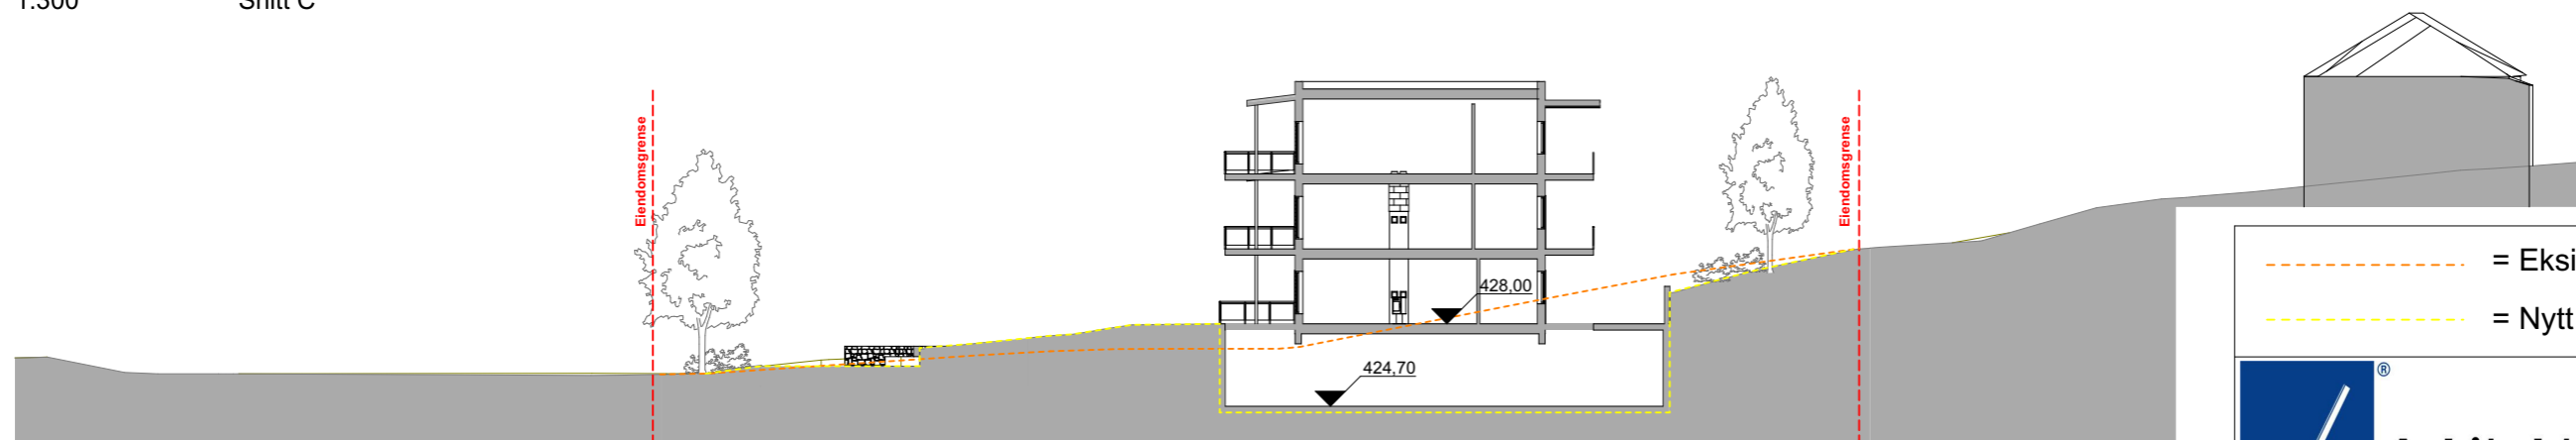 Snitt C
Eiendomsgrense
Eiendomsgrense
428,00
424,70
= Eksi
= Nytt
®